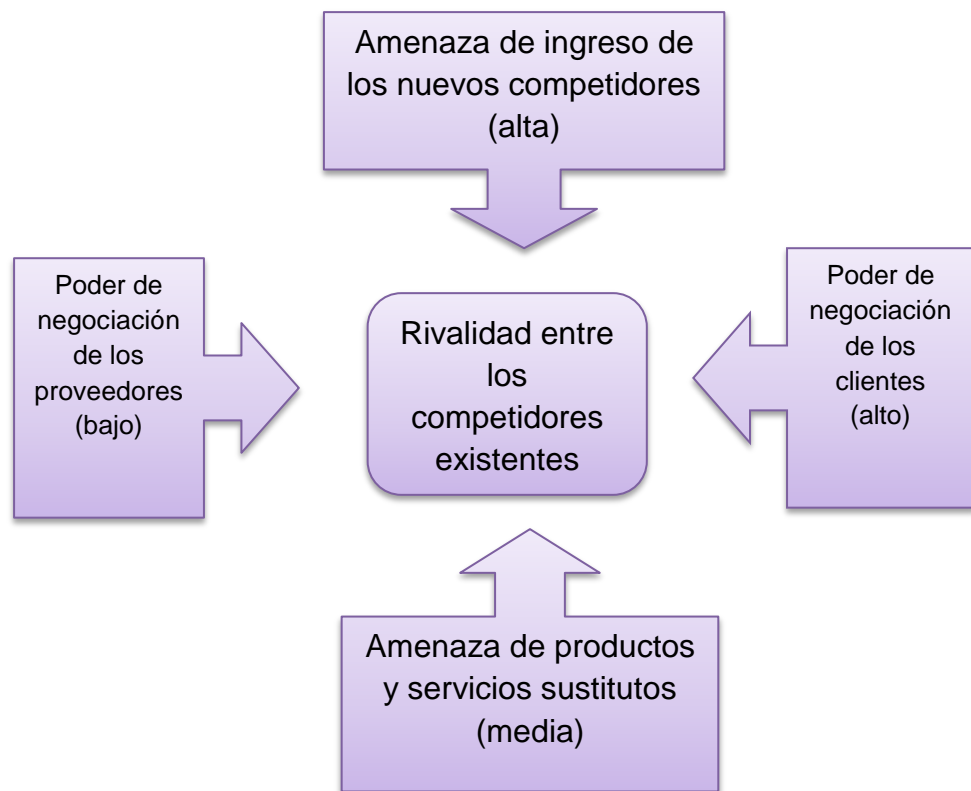 Amenaza de ingreso de
los nuevos competidores
(alta)
Poder de
negociación
de los
proveedores
(bajo)
Rivalidad entre
los
competidores
existentes
Poder de
negociación
de los
clientes
(alto)
Amenaza de productos
y servicios sustitutos
(media)